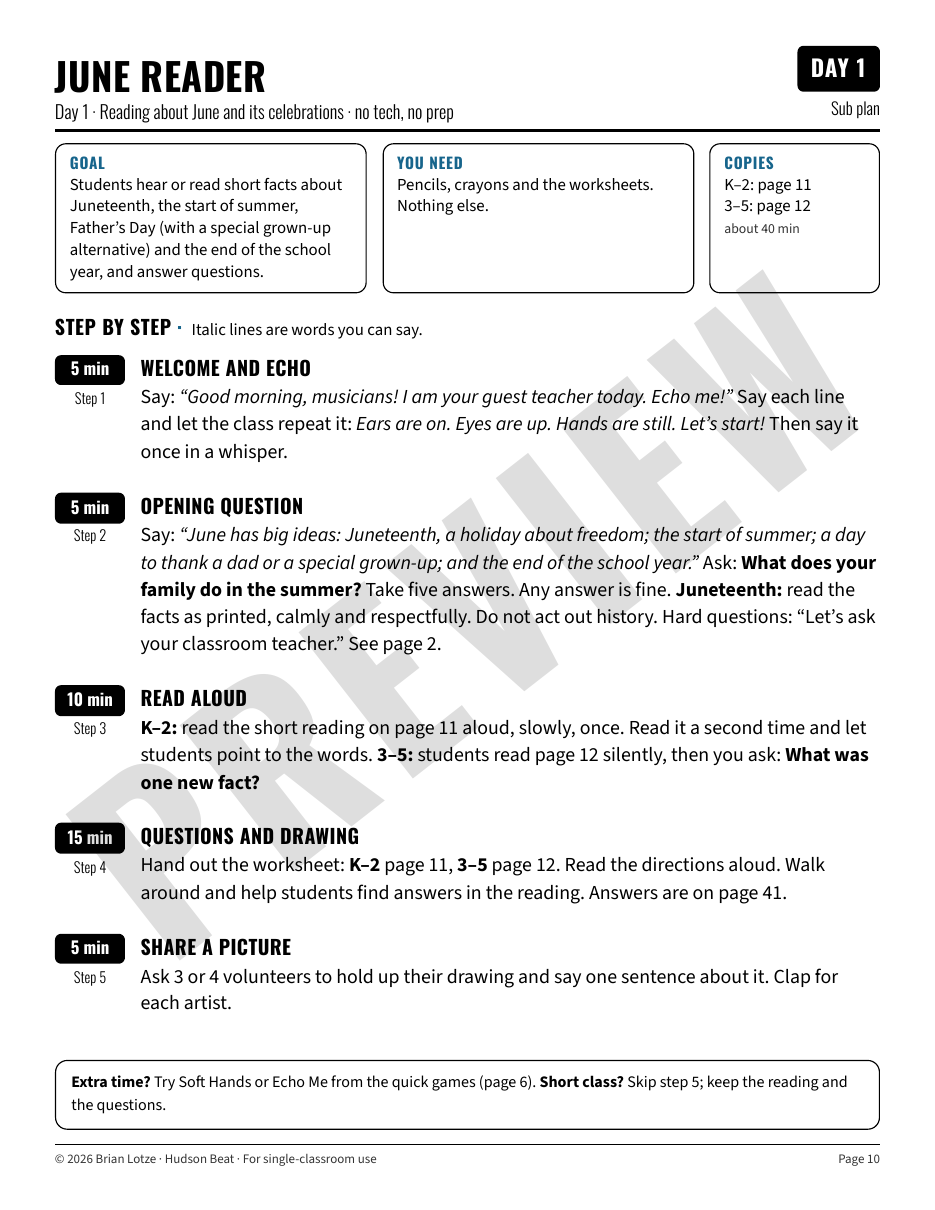 JUNE READER
DAY 1
Day 1 · Reading about June and its celebrations · no tech, no prep
Sub plan
GOAL
Students hear or read short facts about
Juneteenth, the start of summer,
Father’s Day (with a special grown-up
alternative) and the end of the school
year, and answer questions.
YOU NEED
Pencils, crayons and the worksheets.
Nothing else.
COPIES
K–2: page 11
3–5: page 12
about 40 min
STEP BY STEP · Italic lines are words you can say.
5 min
Step 1
WELCOME AND ECHO
Say: “Good morning, musicians! I am your guest teacher today. Echo me!” Say each line
and let the class repeat it: Ears are on. Eyes are up. Hands are still. Let’s start! Then say it
once in a whisper.
5 min
Step 2
OPENING QUESTION
Say: “June has big ideas: Juneteenth, a holiday about freedom; the start of summer; a day
to thank a dad or a special grown-up; and the end of the school year.” Ask: What does your
family do in the summer? Take five answers. Any answer is fine. Juneteenth: read the
facts as printed, calmly and respectfully. Do not act out history. Hard questions: “Let’s ask
your classroom teacher.” See page 2.
10 min
Step 3
READ ALOUD
K–2: read the short reading on page 11 aloud, slowly, once. Read it a second time and let
students point to the words. 3–5: students read page 12 silently, then you ask: What was
one new fact?
15 min
Step 4
QUESTIONS AND DRAWING
Hand out the worksheet: K–2 page 11, 3–5 page 12. Read the directions aloud. Walk
around and help students find answers in the reading. Answers are on page 41.
5 min
Step 5
SHARE A PICTURE
Ask 3 or 4 volunteers to hold up their drawing and say one sentence about it. Clap for
each artist.
Extra time? Try Soft Hands or Echo Me from the quick games (page 6). Short class? Skip step 5; keep the reading and
the questions.
© 2026 Brian Lotze · Hudson Beat · For single-classroom use
Page 10
PREVIEW